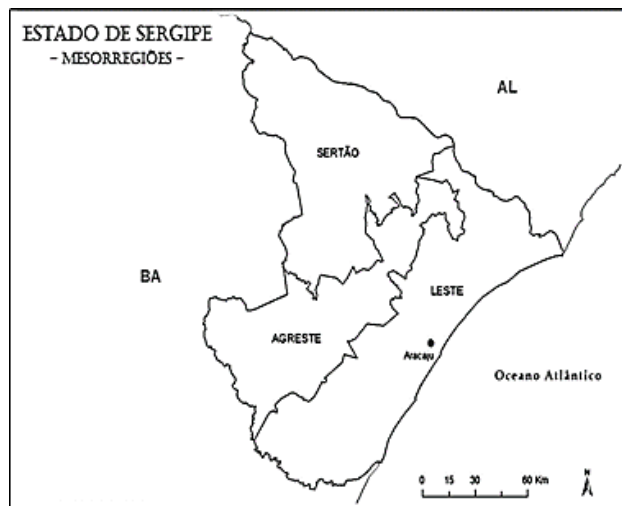 ESTADO DE SERGIPE
– MESORREGIÕES –
AL
SERTÃO
BA
LESTE
AGRESTE
Aracaju
Oceano Atlântico
N
0 15 30 60 Km